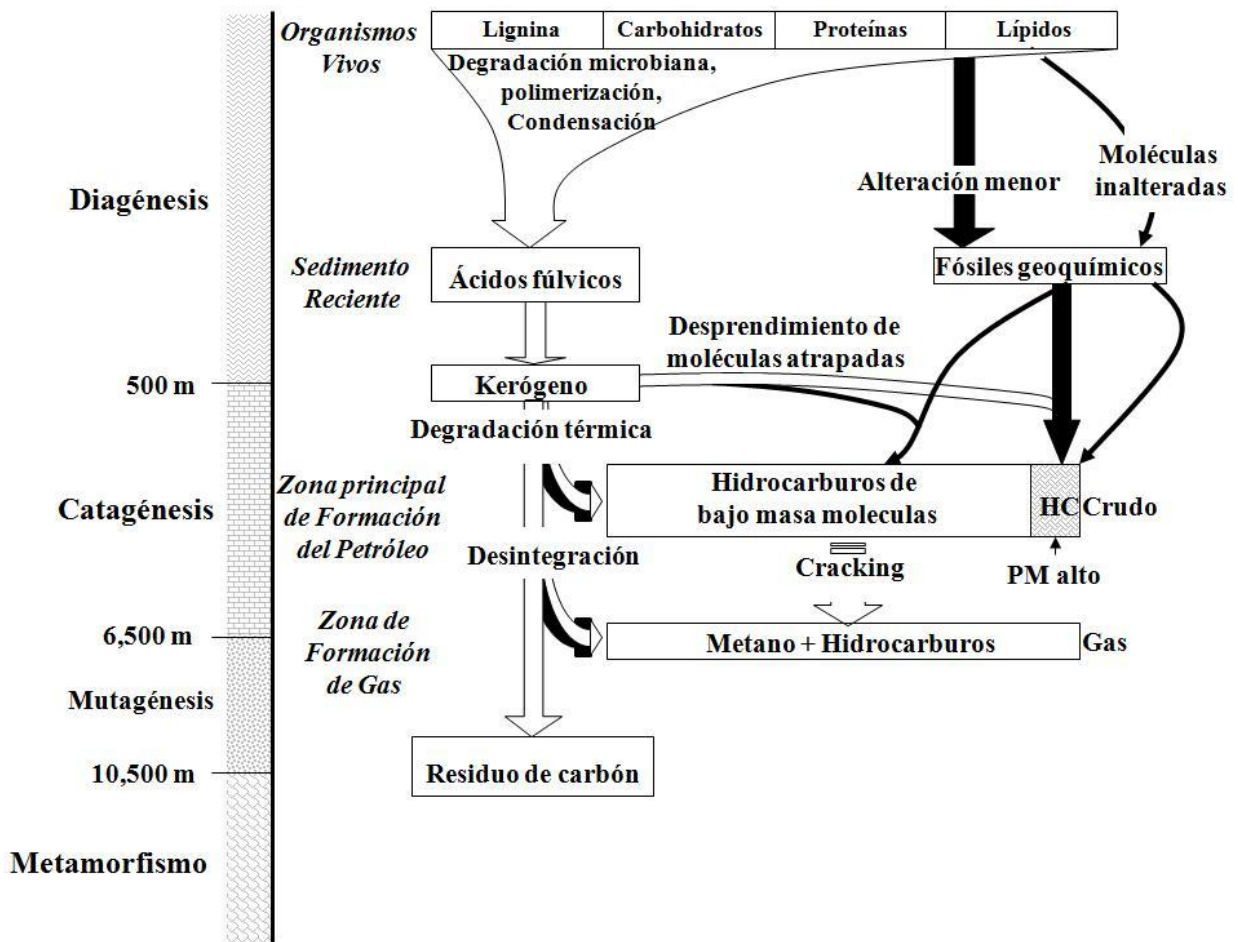 Organismos
Vivos
Lignina
Carbohidratos
Proteínas
Lípidos
Degradación microbiana,
polimerización,
Condensación
Alteración menor
Moléculas
inalteradas
Diagénesis
Sedimento
Reciente
Ácidos fúlvicos
Fósiles geoquímicos
Desprendimiento de
moléculas atrapadas
500 m
Kerógeno
Degradación térmica
Catagénesis
Zona principal
de Formación
del Petróleo
Hidrocarburos de
bajo masa moleculas
HC Crudo
Desintegración
Cracking
PM alto
6,500 m
Zona de
Formación
de Gas
Metano + Hidrocarburos
Gas
Mutagénesis
10,500 m
Residuo de carbón
Metamorfismo